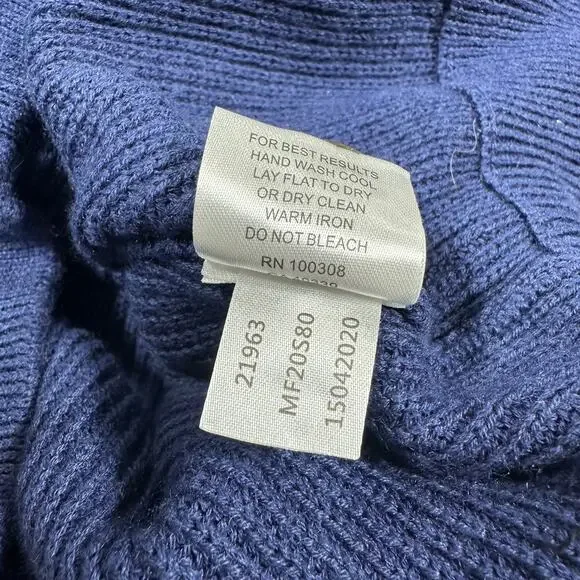 FOR BEST RESULTS
HAND WASH COOL
LAY FLAT TO DRY
OR DRY CLEAN
WARM IRON
DO NOT BLEACH
RN 100308
21963
MF20S80
15042020